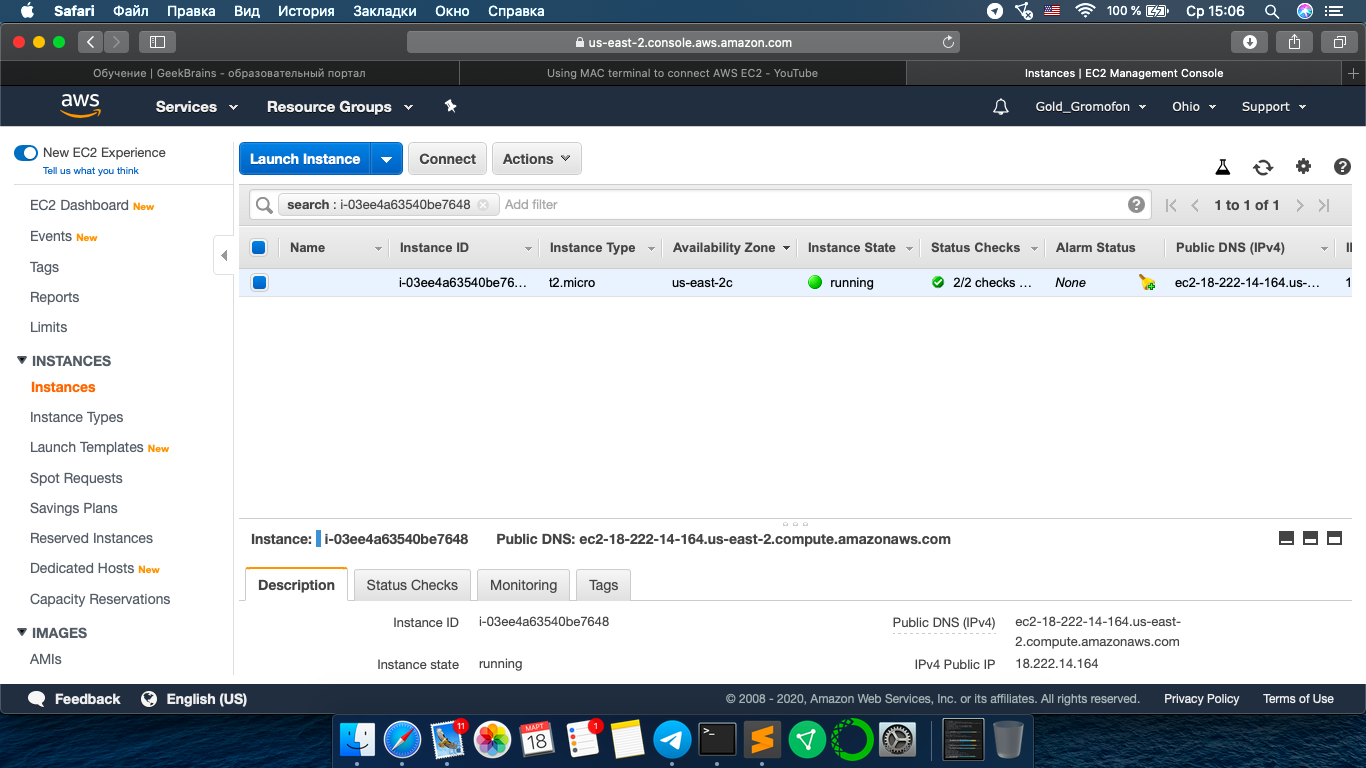 Safari Файл Правка Вид История Закладки Окно Справка 100 % Ср 15:06
us-east-2.console.aws.amazon.com
Обучение | GeekBrains - образовательный портал Using MAC terminal to connect AWS EC2 - YouTube Instances | EC2 Management Console
aws Services Resource Groups Gold_Gromofon Ohio Support
New EC2 Experience
Tell us what you think
EC2 Dashboard New
Events New
Tags
Reports
Limits
INSTANCES
Instances
Instance Types
Launch Templates New
Spot Requests
Savings Plans
Reserved Instances
Dedicated Hosts New
Capacity Reservations
IMAGES
AMIs
Launch Instance Connect Actions
search : i-03ee4a63540be7648 Add filter 1 to 1 of 1
Name Instance ID Instance Type Availability Zone Instance State Status Checks Alarm Status Public DNS (IPv4)
i-03ee4a63540be76... t2.micro us-east-2c running 2/2 checks ... None ec2-18-222-14-164.us-... 1
Instance: i-03ee4a63540be7648 Public DNS: ec2-18-222-14-164.us-east-2.compute.amazonaws.com
Description Status Checks Monitoring Tags
Instance ID i-03ee4a63540be7648 Public DNS (IPv4) ec2-18-222-14-164.us-east-
2.compute.amazonaws.com
Instance state running IPv4 Public IP 18.222.14.164
Feedback English (US) © 2008 - 2020, Amazon Web Services, Inc. or its affiliates. All rights reserved. Privacy Policy Terms of Use
11 МАРТ 1
18